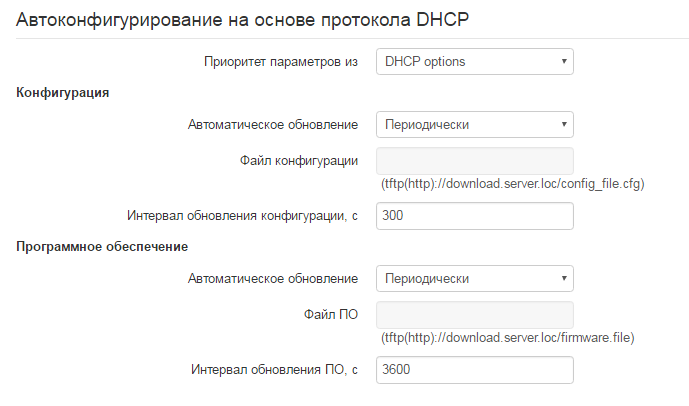 Автоконфигурирование на основе протокола DHCP
Приоритет параметров из DHCP options
Конфигурация
Автоматическое обновление Периодически
Файл конфигурации
(tftp(http)://download.server.loc/config_file.cfg)
Интервал обновления конфигурации, с 300
Программное обеспечение
Автоматическое обновление Периодически
Файл ПО
(tftp(http)://download.server.loc/firmware.file)
Интервал обновления ПО, с 3600